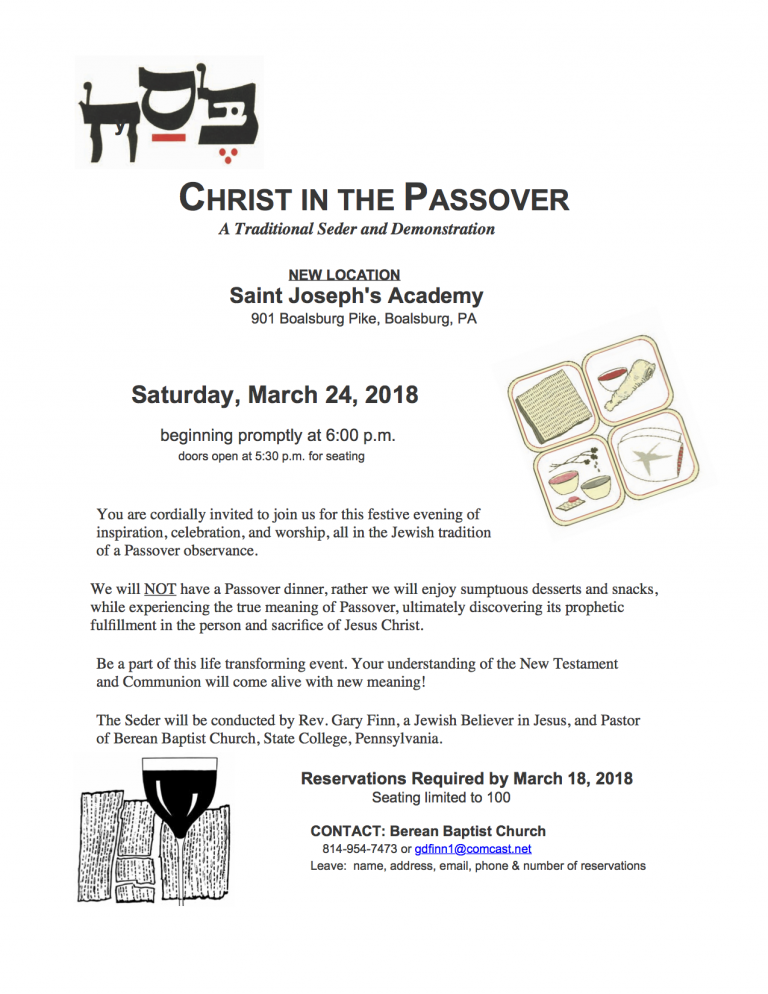 פסח
y
CHRIST IN THE PASSOVER
A Traditional Seder and Demonstration
NEW LOCATION
Saint Joseph's Academy
901 Boalsburg Pike, Boalsburg, PA
Saturday, March 24, 2018
beginning promptly at 6:00 p.m.
doors open at 5:30 p.m. for seating
You are cordially invited to join us for this festive evening of
inspiration, celebration, and worship, all in the Jewish tradition
of a Passover observance.
We will NOT have a Passover dinner, rather we will enjoy sumptuous desserts and snacks,
while experiencing the true meaning of Passover, ultimately discovering its prophetic
fulfillment in the person and sacrifice of Jesus Christ.
Be a part of this life transforming event. Your understanding of the New Testament
and Communion will come alive with new meaning!
The Seder will be conducted by Rev. Gary Finn, a Jewish Believer in Jesus, and Pastor
of Berean Baptist Church, State College, Pennsylvania.
Reservations Required by March 18, 2018
Seating limited to 100
CONTACT: Berean Baptist Church
814-954-7473 or gdfinn1@comcast.net
Leave: name, address, email, phone & number of reservations